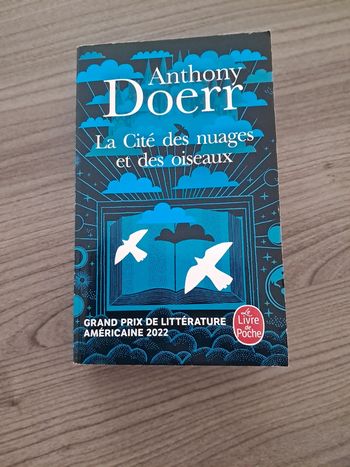 Anthony
Doerr
La Cité des nuages
et des oiseaux
GRAND PRIX DE LITTÉRATURE
AMÉRICAINE 2022
Le
Livre
de
Poche